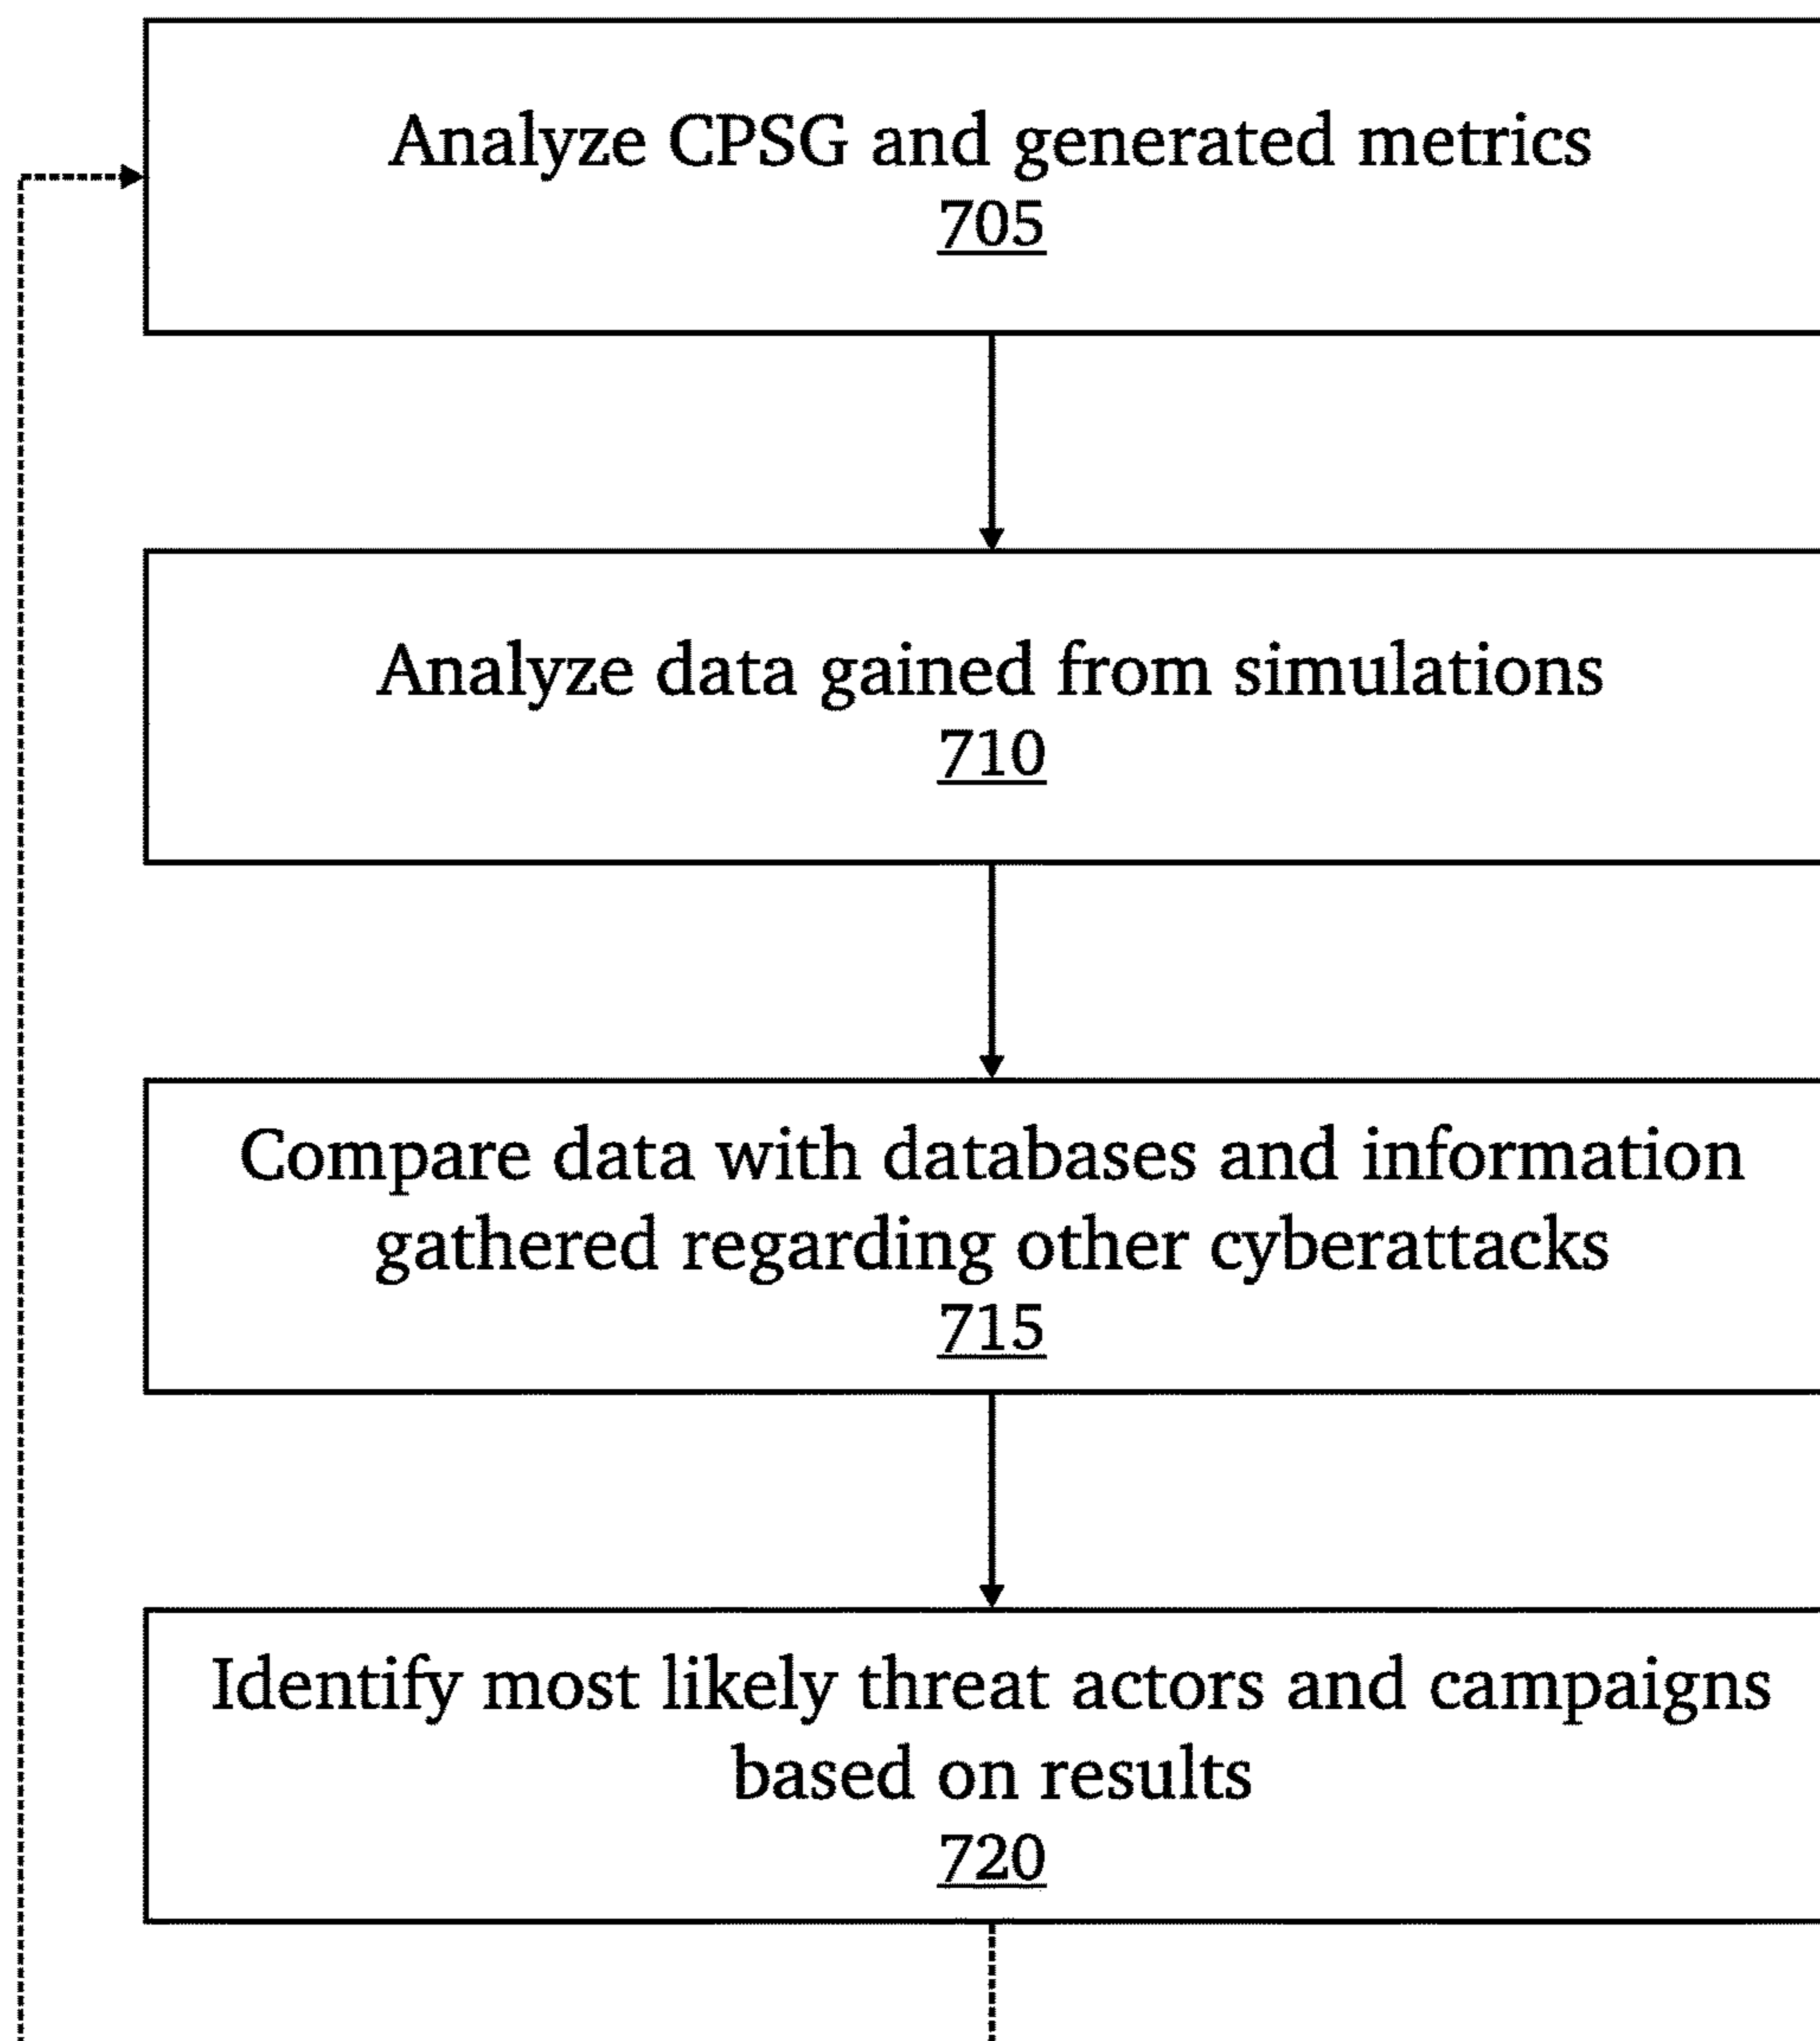 Analyze CPSG and generated metrics
705
Analyze data gained from simulations
710
Compare data with databases and information
gathered regarding other cyberattacks
715
Identify most likely threat actors and campaigns
based on results
720